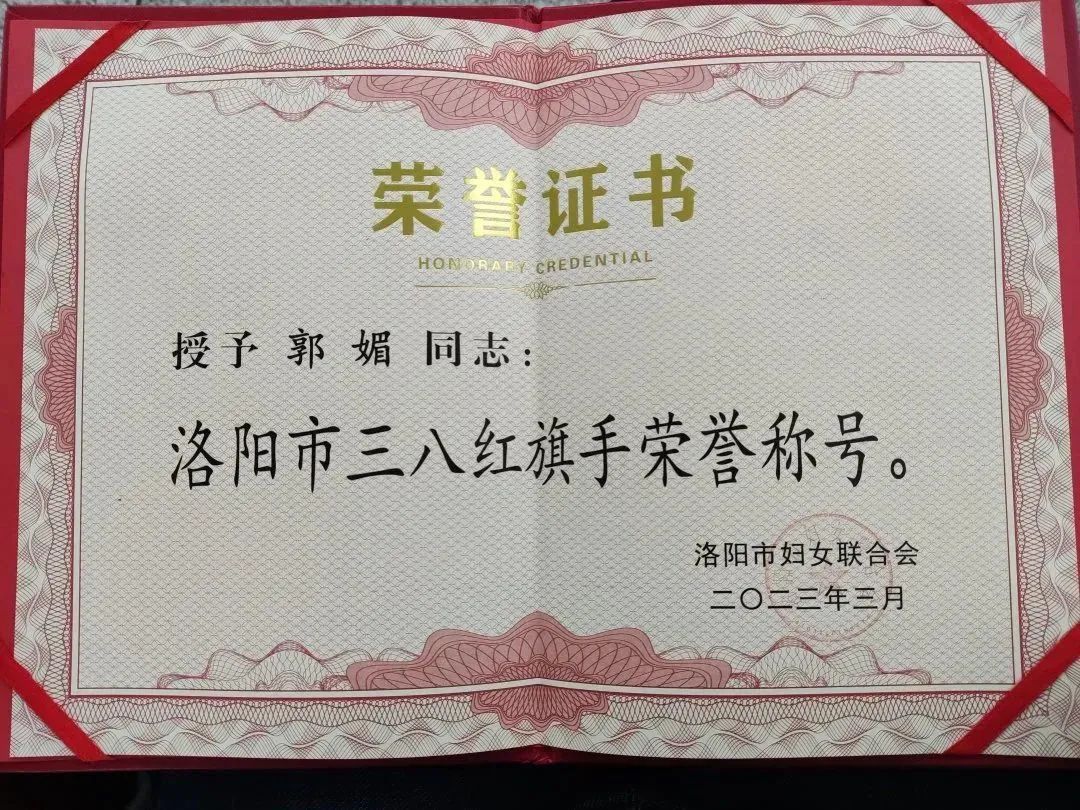 荣誉证书
HONORARY CREDENTIAL
授予 郭 媚 同志：
洛阳市三八红旗手荣誉称号。
洛阳市妇女联合会
二〇二三年三月